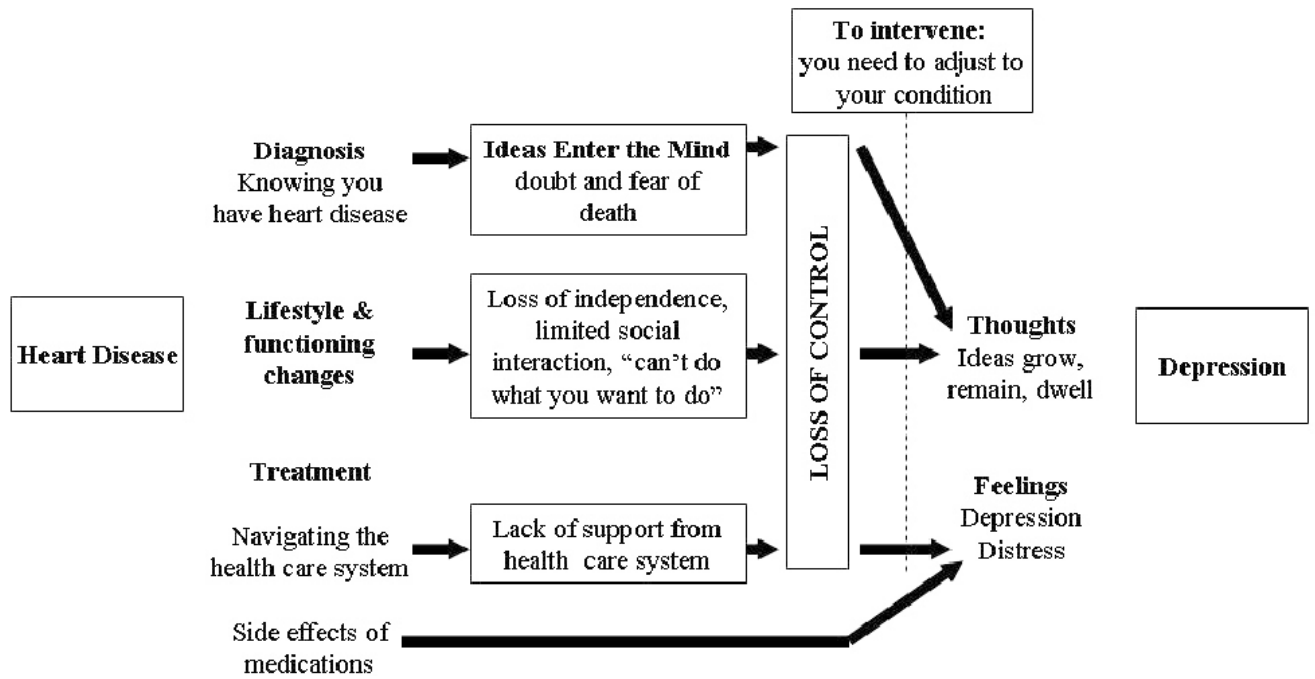 To intervene:
you need to adjust to
your condition
Diagnosis
Knowing you
have heart disease
Ideas Enter the Mind
doubt and fear of
death
Heart Disease
Lifestyle &
functioning
changes
Loss of independence,
limited social
interaction, “can’t do
what you want to do”
LOSS OF CONTROL
Thoughts
Ideas grow,
remain, dwell
Depression
Treatment
Navigating the
health care system
Lack of support from
health care system
Feelings
Depression
Distress
Side effects of
medications